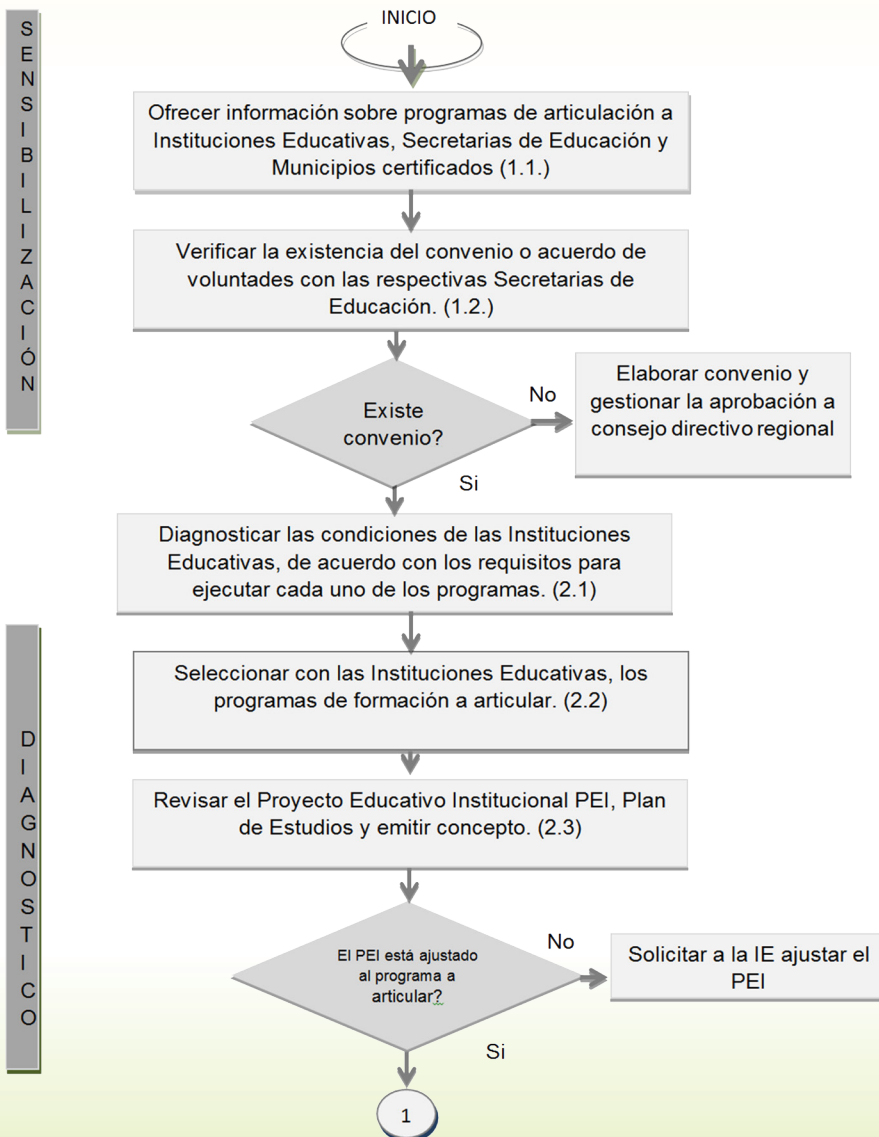 SENSIBILIZACIÓN
INICIO
Ofrecer información sobre programas de articulación a
Instituciones Educativas, Secretarias de Educación y
Municipios certificados (1.1.)
Verificar la existencia del convenio o acuerdo de
voluntades con las respectivas Secretarias de
Educación. (1.2.)
Existe
convenio?
No
Elaborar convenio y
gestionar la aprobación a
consejo directivo regional
Si
Diagnosticar las condiciones de las Instituciones
Educativas, de acuerdo con los requisitos para
ejecutar cada uno de los programas. (2.1)
DIAGNOSTICO
Seleccionar con las Instituciones Educativas, los
programas de formación a articular. (2.2)
Revisar el Proyecto Educativo Institucional PEI, Plan
de Estudios y emitir concepto. (2.3)
El PEI está ajustado
al programa a
articular?
No
Solicitar a la IE ajustar el
PEI
Si
1